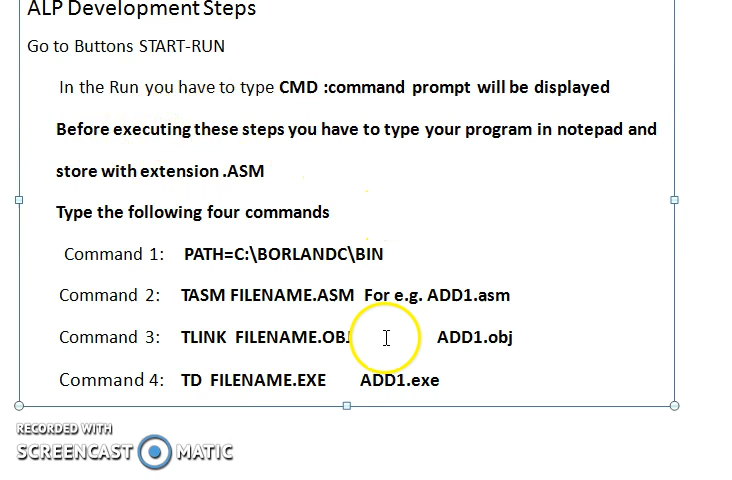 ALP Development Steps
Go to Buttons START-RUN
In the Run you have to type CMD :command prompt will be displayed
Before executing these steps you have to type your program in notepad and
store with extension .ASM
Type the following four commands
Command 1: PATH=C:\BORLANDC\BIN
Command 2: TASM FILENAME.ASM For e.g. ADD1.asm
Command 3: TLINK FILENAME.OBJ ADD1.obj
Command 4: TD FILENAME.EXE ADD1.exe
RECORDED WITH
SCREENCAST MATIC